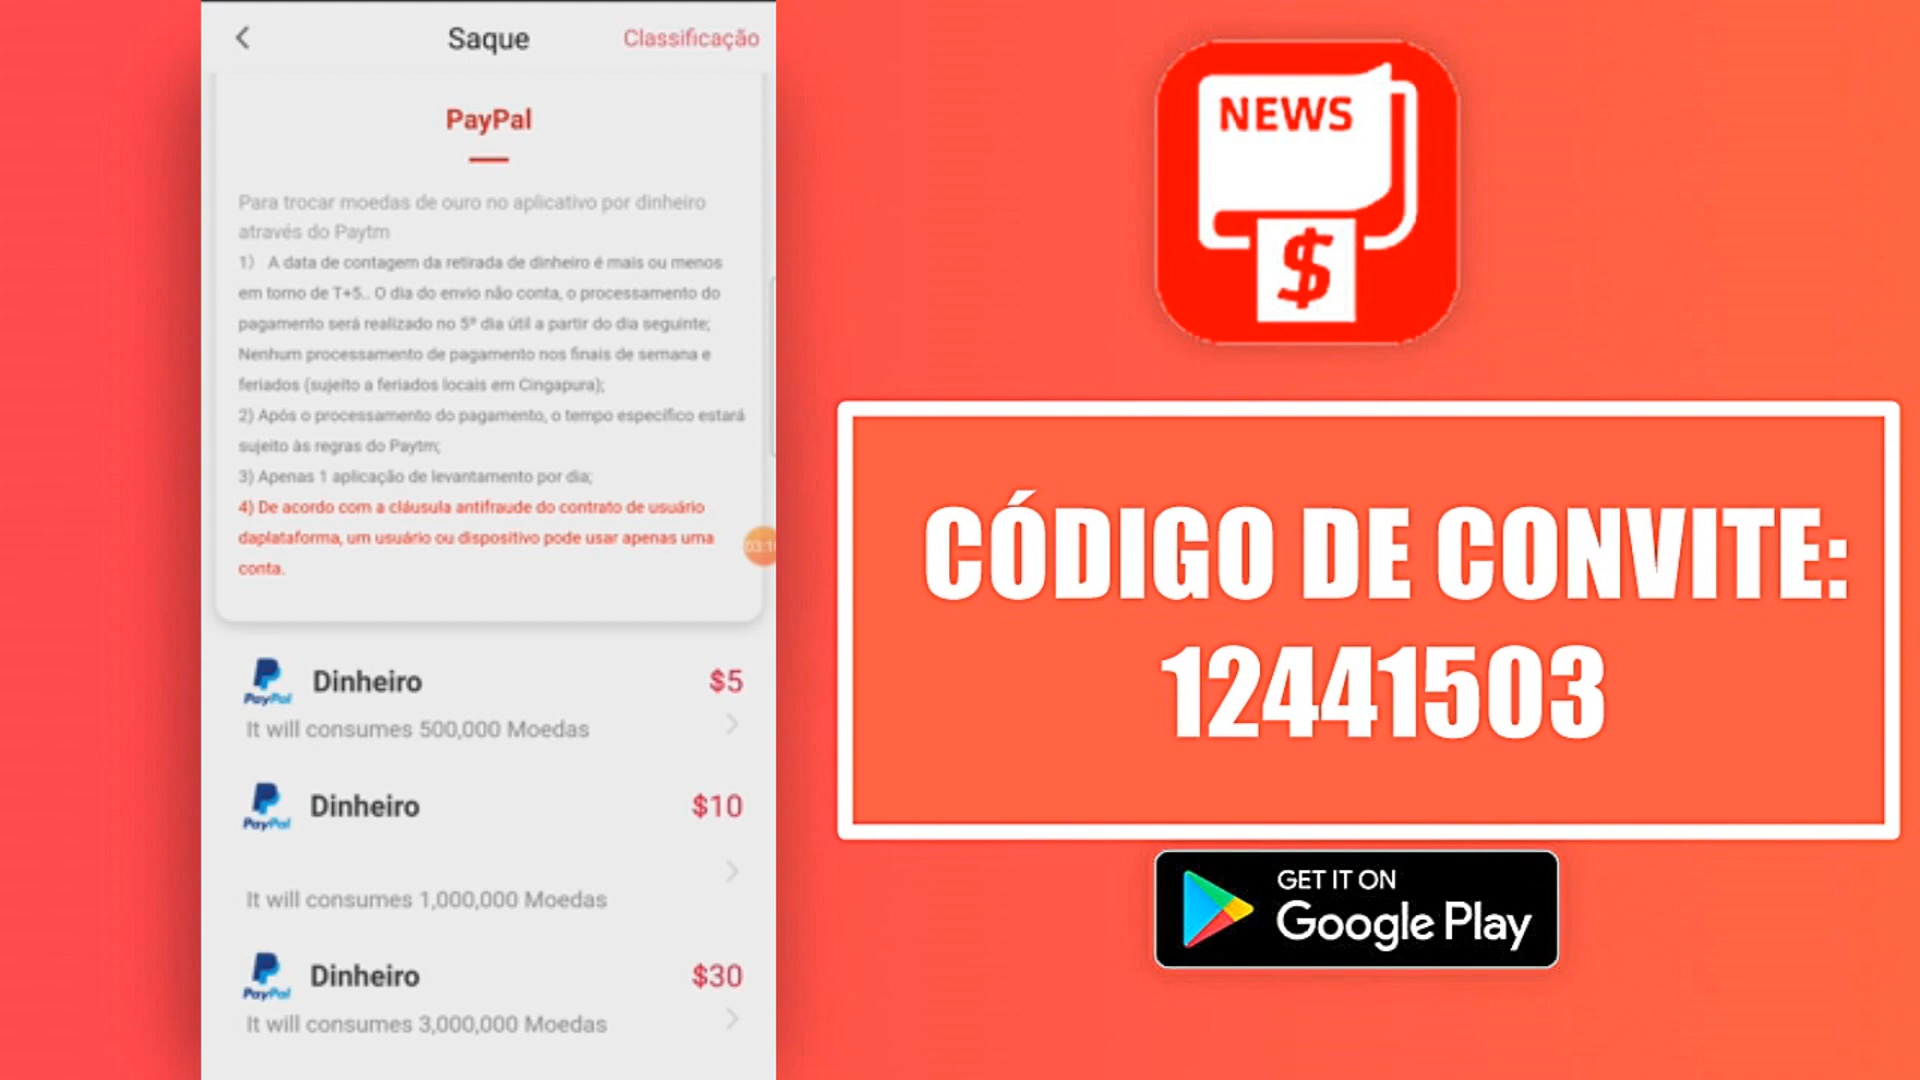 Saque
Classificação
PayPal
Para trocar moedas de ouro no aplicativo por dinheiro
através do Paytm
1) A data de contagem da retirada de dinheiro é mais ou menos
em torno de T+5.. O dia do envio não conta, o processamento do
pagamento será realizado no 5º dia útil a partir do dia seguinte;
Nenhum processamento de pagamento nos finais de semana e
feriados (sujeito a feriados locais em Cingapura);
2) Após o processamento do pagamento, o tempo específico estará
sujeito às regras do Paytm;
3) Apenas 1 aplicação de levantamento por dia;
4) De acordo com a cláusula antifraude do contrato de usuário
daplataforma, um usuário ou dispositivo pode usar apenas uma
conta.
PayPal Dinheiro $5
It will consumes 500,000 Moedas
PayPal Dinheiro $10
It will consumes 1,000,000 Moedas
PayPal Dinheiro $30
It will consumes 3,000,000 Moedas
NEWS
$
CÓDIGO DE CONVITE:
12441503
GET IT ON
Google Play